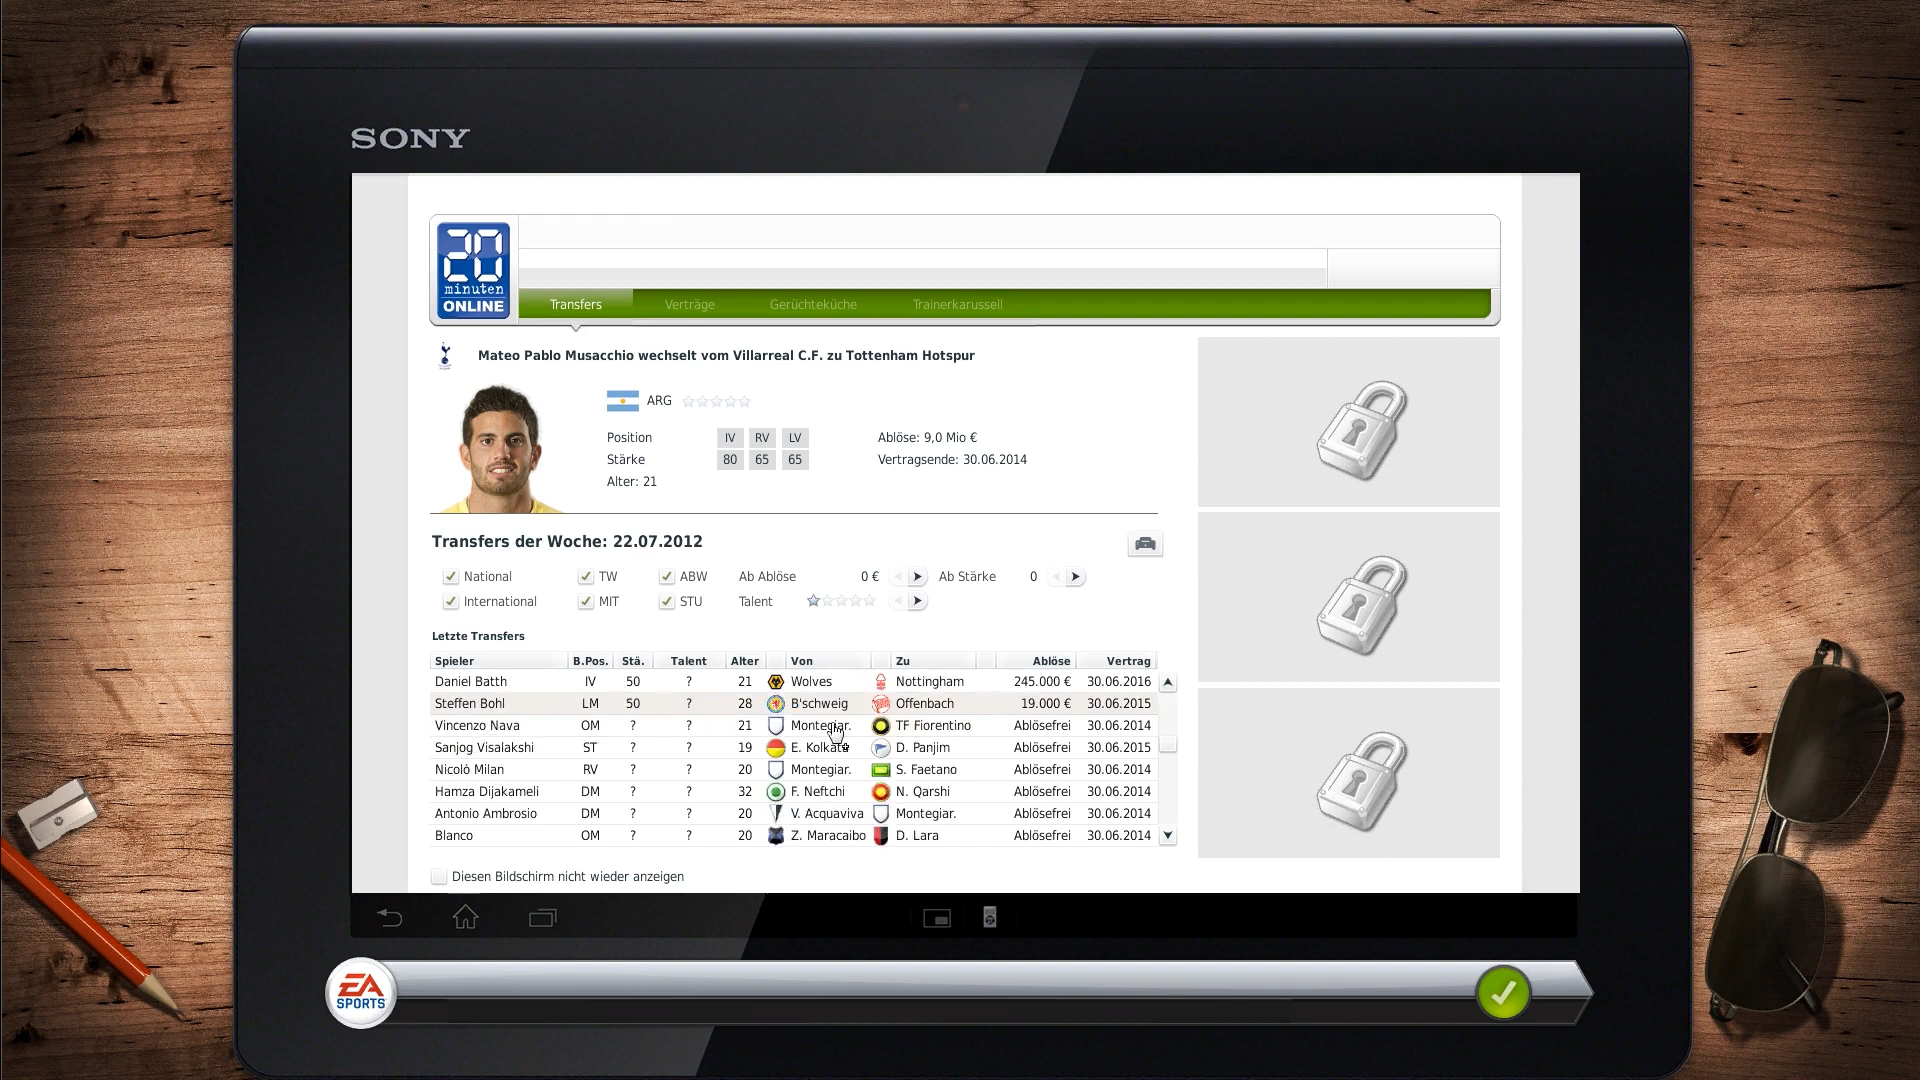 SONY
20
minuten
ONLINE
Transfers Verträge Gerüchteküche Trainerkarussell
Mateo Pablo Musacchio wechselt vom Villarreal C.F. zu Tottenham Hotspur
ARG
Position IV RV LV Ablöse: 9,0 Mio €
Stärke 80 65 65 Vertragsende: 30.06.2014
Alter: 21
Transfers der Woche: 22.07.2012
National TW ABW Ab Ablöse 0 € Ab Stärke 0
International MIT STU Talent
Letzte Transfers
Spieler B.Pos. Stä. Talent Alter Von Zu Ablöse Vertrag
Daniel Batth IV 50 ? 21 Wolves Nottingham 245.000 € 30.06.2016
Steffen Bohl LM 50 ? 28 B'schweig Offenbach 19.000 € 30.06.2015
Vincenzo Nava OM ? ? 21 Montegiar. TF Fiorentino Ablösefrei 30.06.2014
Sanjog Visalakshi ST ? ? 19 E. Kolkata D. Panjim Ablösefrei 30.06.2015
Nicolò Milan RV ? ? 20 Montegiar. S. Faetano Ablösefrei 30.06.2014
Hamza Dijakameli DM ? ? 32 F. Neftchi N. Qarshi Ablösefrei 30.06.2014
Antonio Ambrosio DM ? ? 20 V. Acquaviva Montegiar. Ablösefrei 30.06.2014
Blanco OM ? ? 20 Z. Maracaibo D. Lara Ablösefrei 30.06.2014
Diesen Bildschirm nicht wieder anzeigen
EA
SPORTS